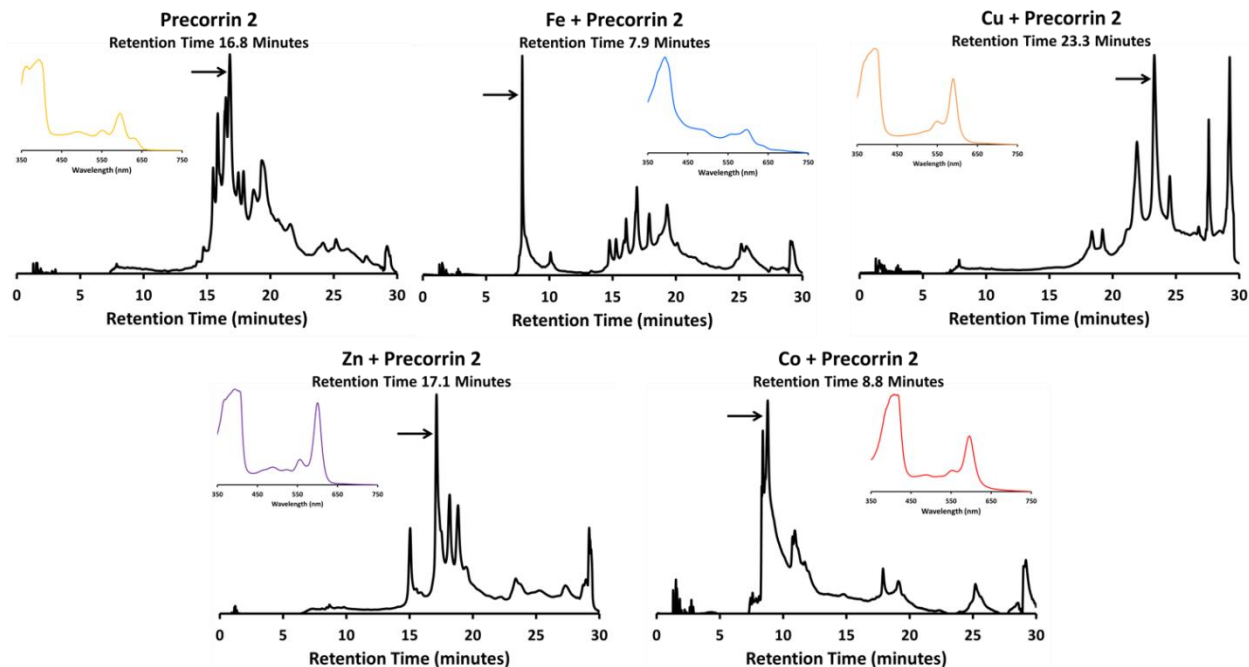 Precorrin 2
Retention Time 16.8 Minutes
350 450 550 650 750
Wavelength (nm)
0 5 10 15 20 25 30
Retention Time (minutes)
Fe + Precorrin 2
Retention Time 7.9 Minutes
350 450 550 650 750
Wavelength (nm)
0 5 10 15 20 25 30
Retention Time (minutes)
Cu + Precorrin 2
Retention Time 23.3 Minutes
350 450 550 650 750
Wavelength (nm)
0 5 10 15 20 25 30
Retention Time (minutes)
Zn + Precorrin 2
Retention Time 17.1 Minutes
350 450 550 650 750
Wavelength (nm)
0 5 10 15 20 25 30
Retention Time (minutes)
Co + Precorrin 2
Retention Time 8.8 Minutes
350 450 550 650 750
Wavelength (nm)
0 5 10 15 20 25 30
Retention Time (minutes)